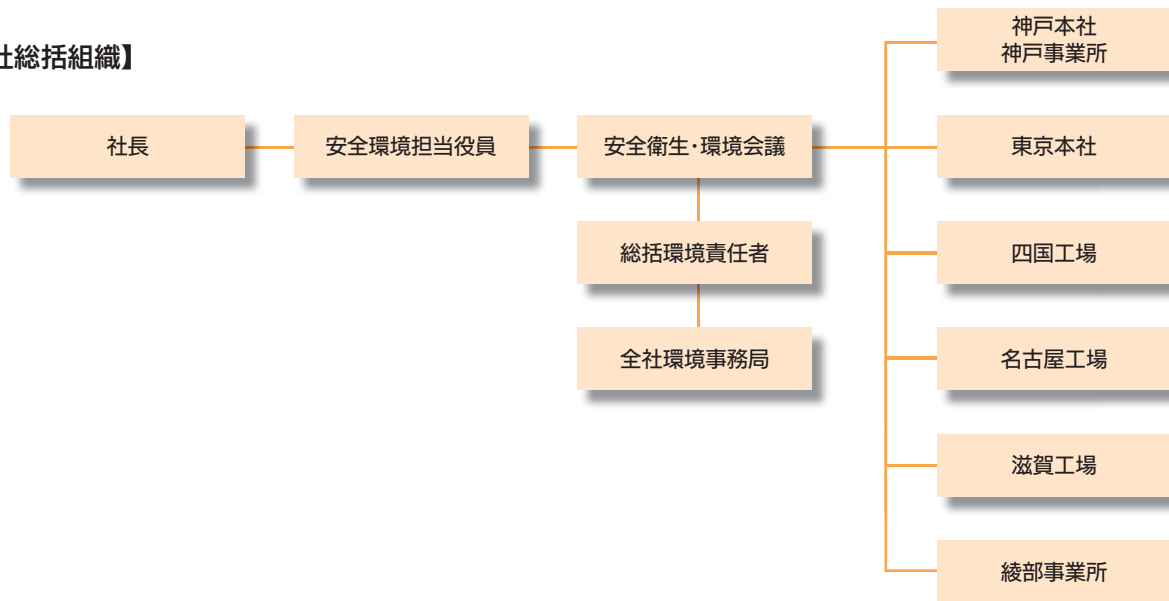 社総括組織】
社長
安全環境担当役員
安全衛生・環境会議
総括環境責任者
全社環境事務局
神戸本社
神戸事業所
東京本社
四国工場
名古屋工場
滋賀工場
綾部事業所